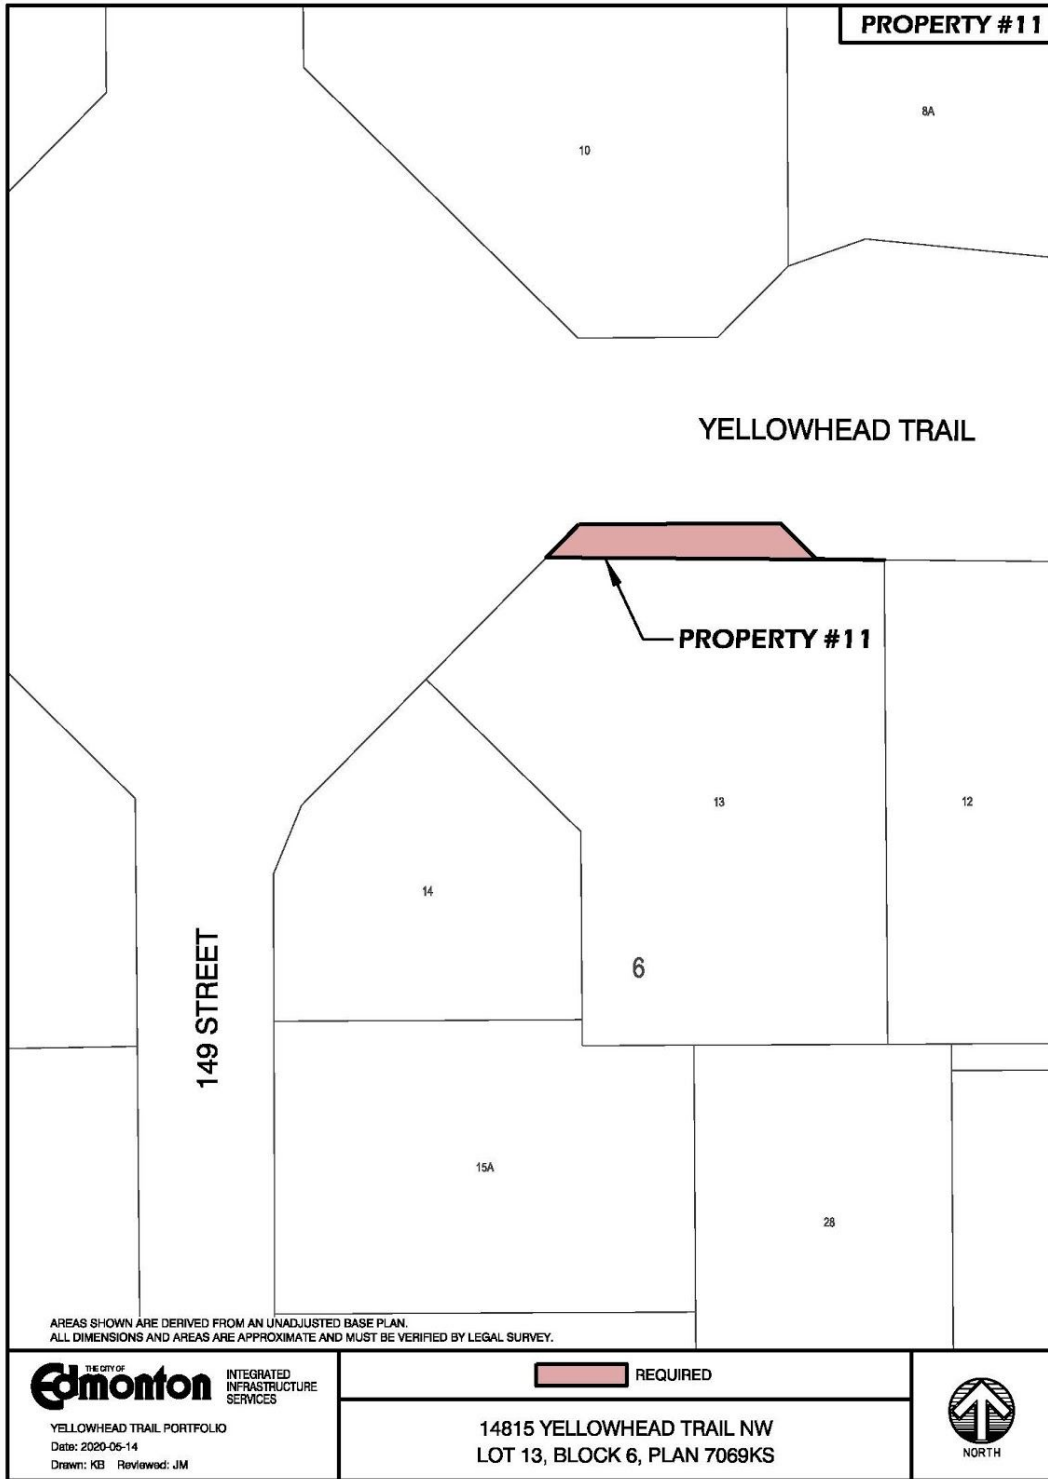 PROPERTY #11
8A
10
YELLOWHEAD TRAIL
PROPERTY #11
13
12
14
6
149 STREET
15A
28
AREAS SHOWN ARE DERIVED FROM AN UNADJUSTED BASE PLAN.
ALL DIMENSIONS AND AREAS ARE APPROXIMATE AND MUST BE VERIFIED BY LEGAL SURVEY.
THE CITY OF
Edmonton
INTEGRATED
INFRASTRUCTURE
SERVICES
YELLOWHEAD TRAIL PORTFOLIO
Date: 2020-05-14
Drawn: KB Reviewed: JM
REQUIRED
14815 YELLOWHEAD TRAIL NW
LOT 13, BLOCK 6, PLAN 7069KS
NORTH